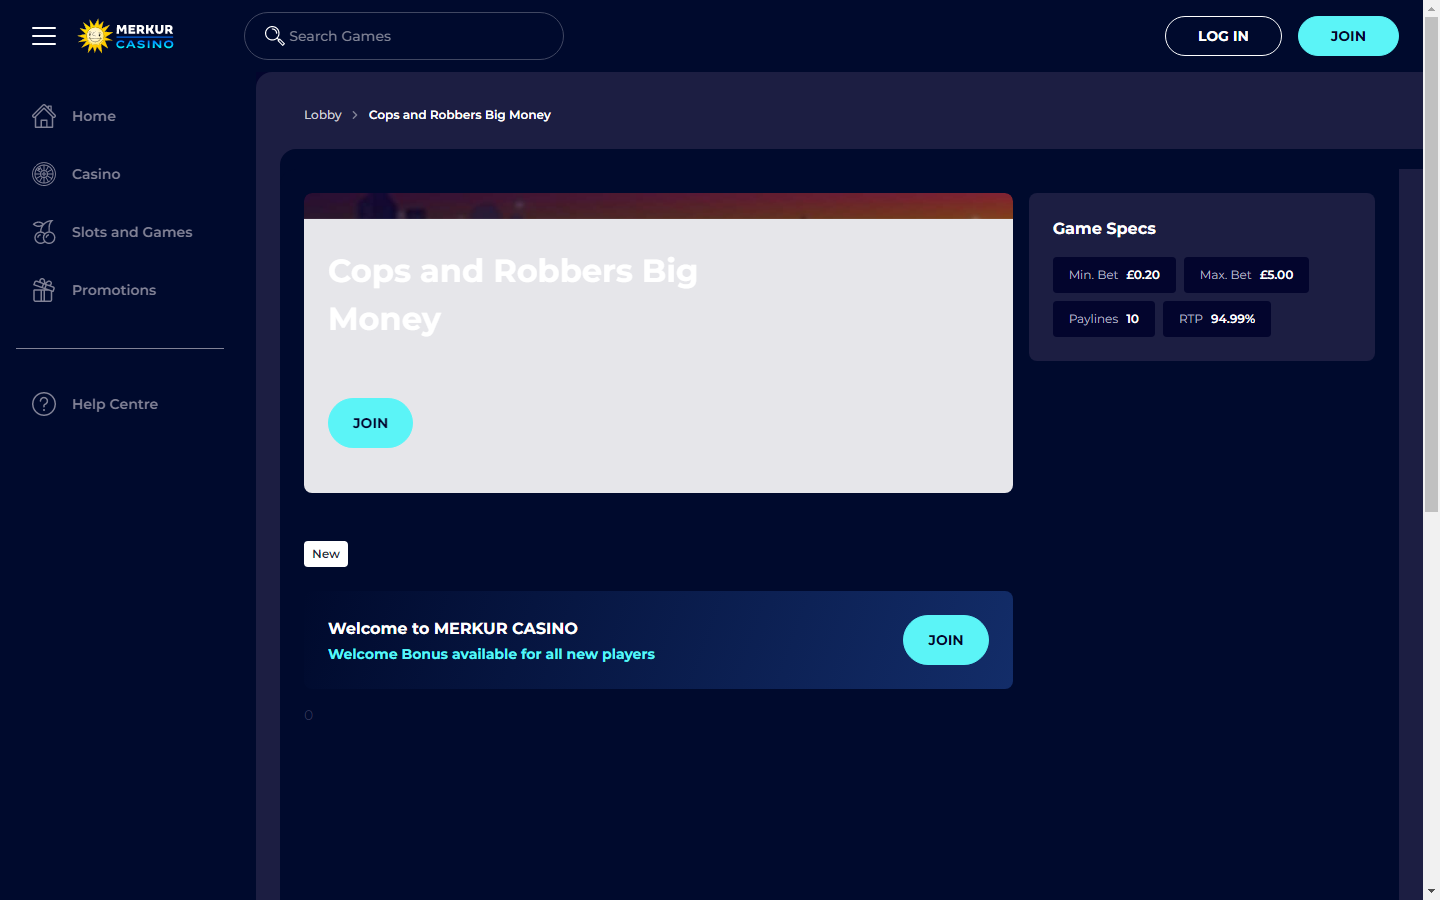 MERKUR
CASINO
Search Games
LOG IN
JOIN
Home
Casino
Slots and Games
Promotions
Help Centre
Lobby > Cops and Robbers Big Money
Cops and Robbers Big
Money
JOIN
Game Specs
Min. Bet £0.20
Max. Bet £5.00
Paylines 10
RTP 94.99%
New
Welcome to MERKUR CASINO
Welcome Bonus available for all new players
JOIN
0